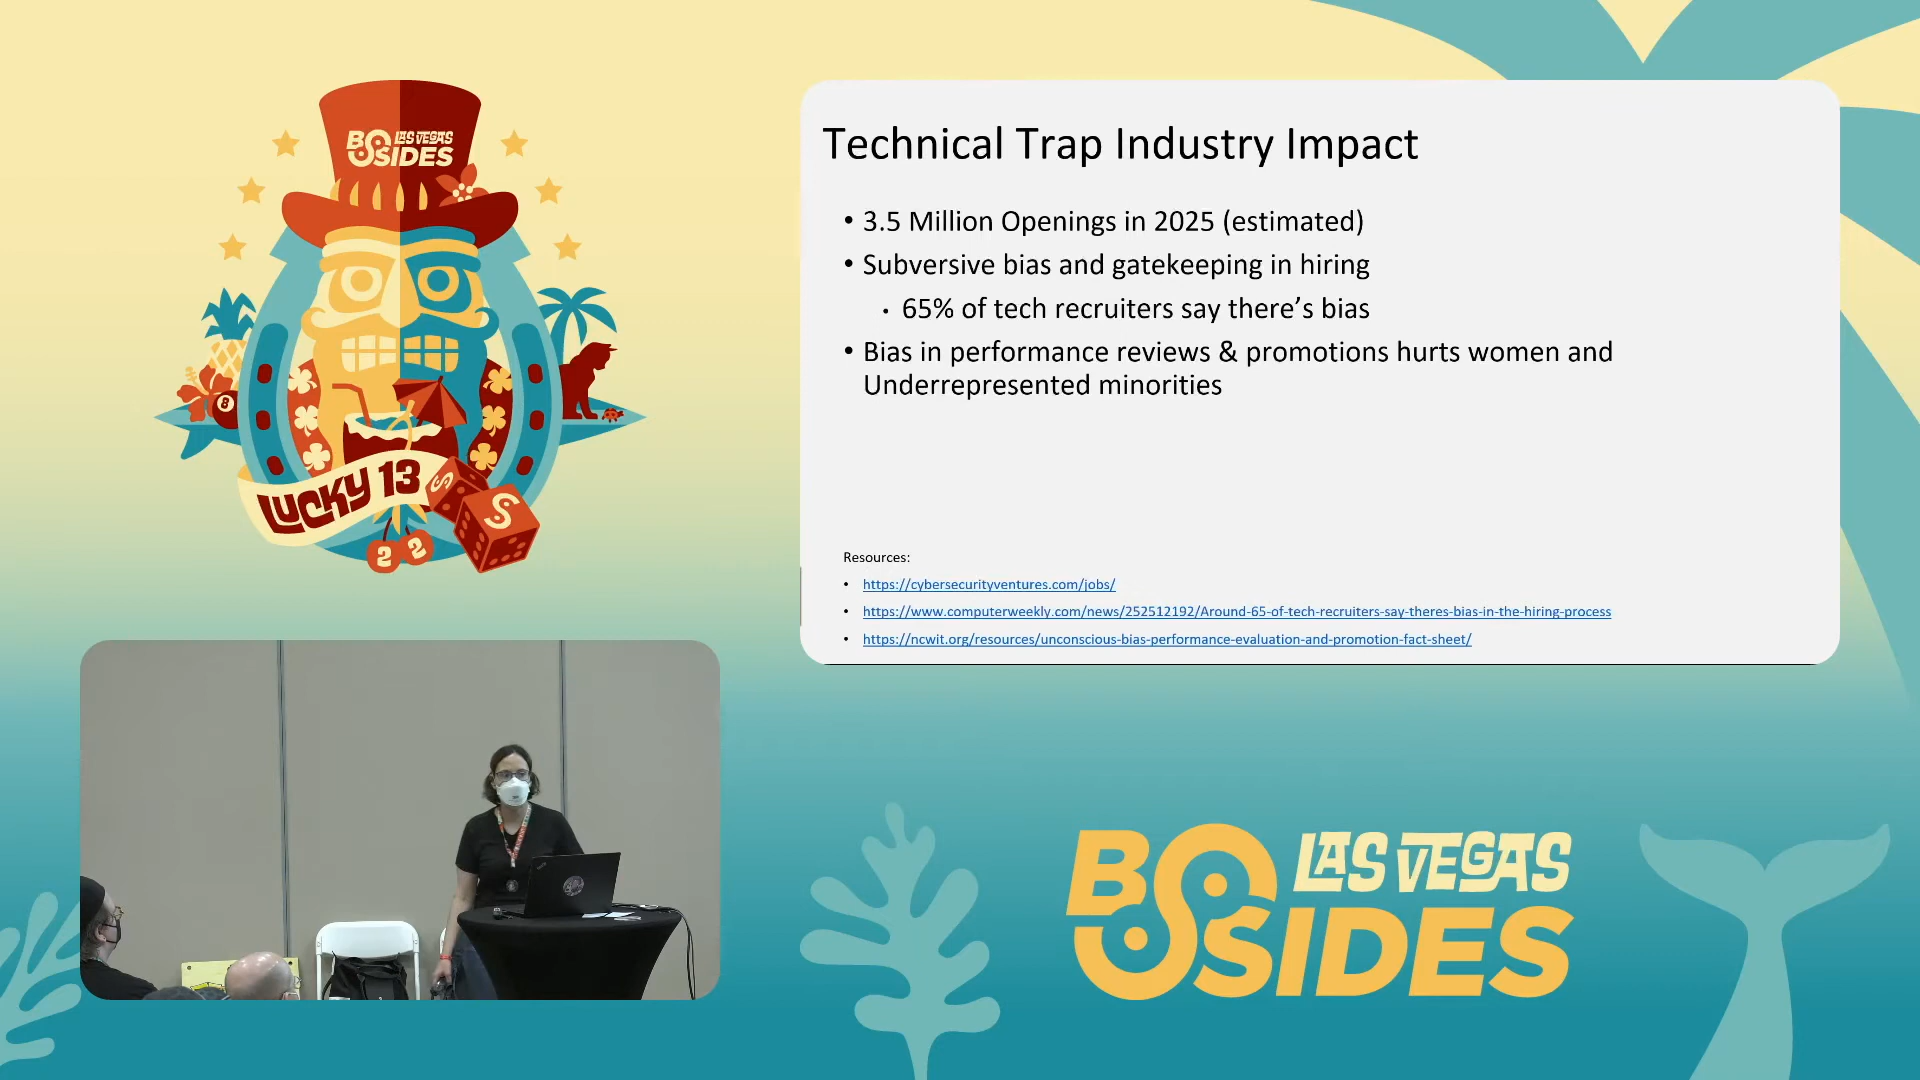 BSIDES LAS VEGAS
8
LUCKY 13
S
S
2 2
Technical Trap Industry Impact
• 3.5 Million Openings in 2025 (estimated)
• Subversive bias and gatekeeping in hiring
• 65% of tech recruiters say there’s bias
• Bias in performance reviews & promotions hurts women and
Underrepresented minorities
Resources:
• https://cybersecurityventures.com/jobs/
• https://www.computerweekly.com/news/252512192/Around-65-of-tech-recruiters-say-theres-bias-in-the-hiring-process
• https://ncwit.org/resources/unconscious-bias-performance-evaluation-and-promotion-fact-sheet/
BSIDES LAS VEGAS